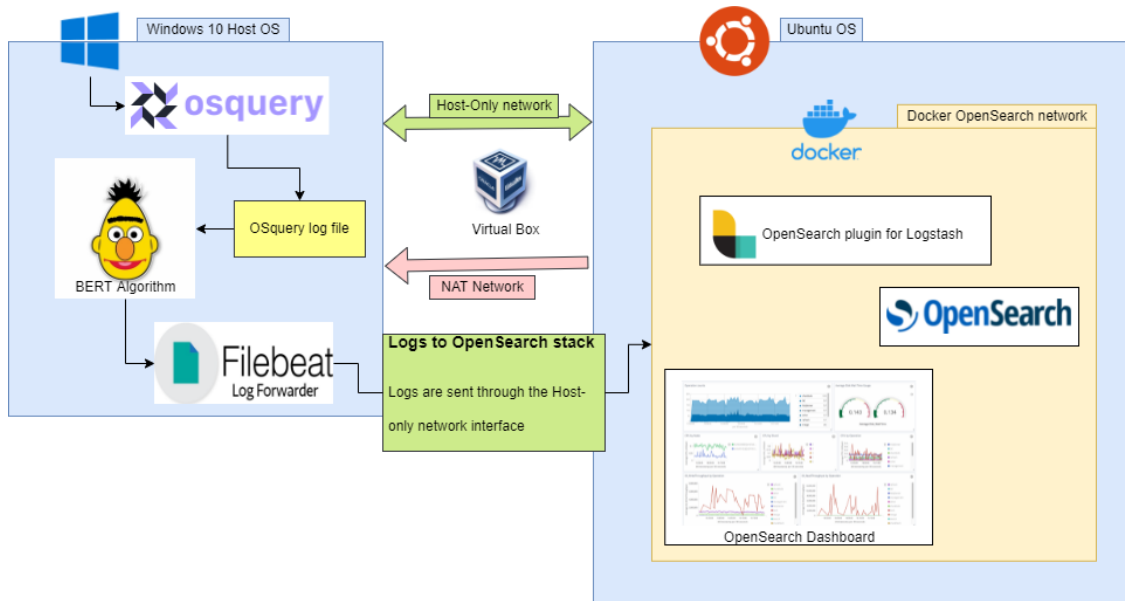 Windows 10 Host OS
Ubuntu OS
osquery
Host-Only network
Docker OpenSearch network
docker
OSquery log file
Virtual Box
OpenSearch plugin for Logstash
BERT Algorithm
NAT Network
OpenSearch
Filebeat
Log Forwarder
Logs to OpenSearch stack
Logs are sent through the Host-
only network interface
OpenSearch Dashboard